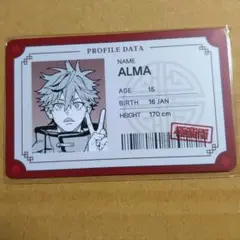 PROFILE DATA
NAME
ALMA
AGE 15
BIRTH 16 JAN
HEIGHT 170 cm